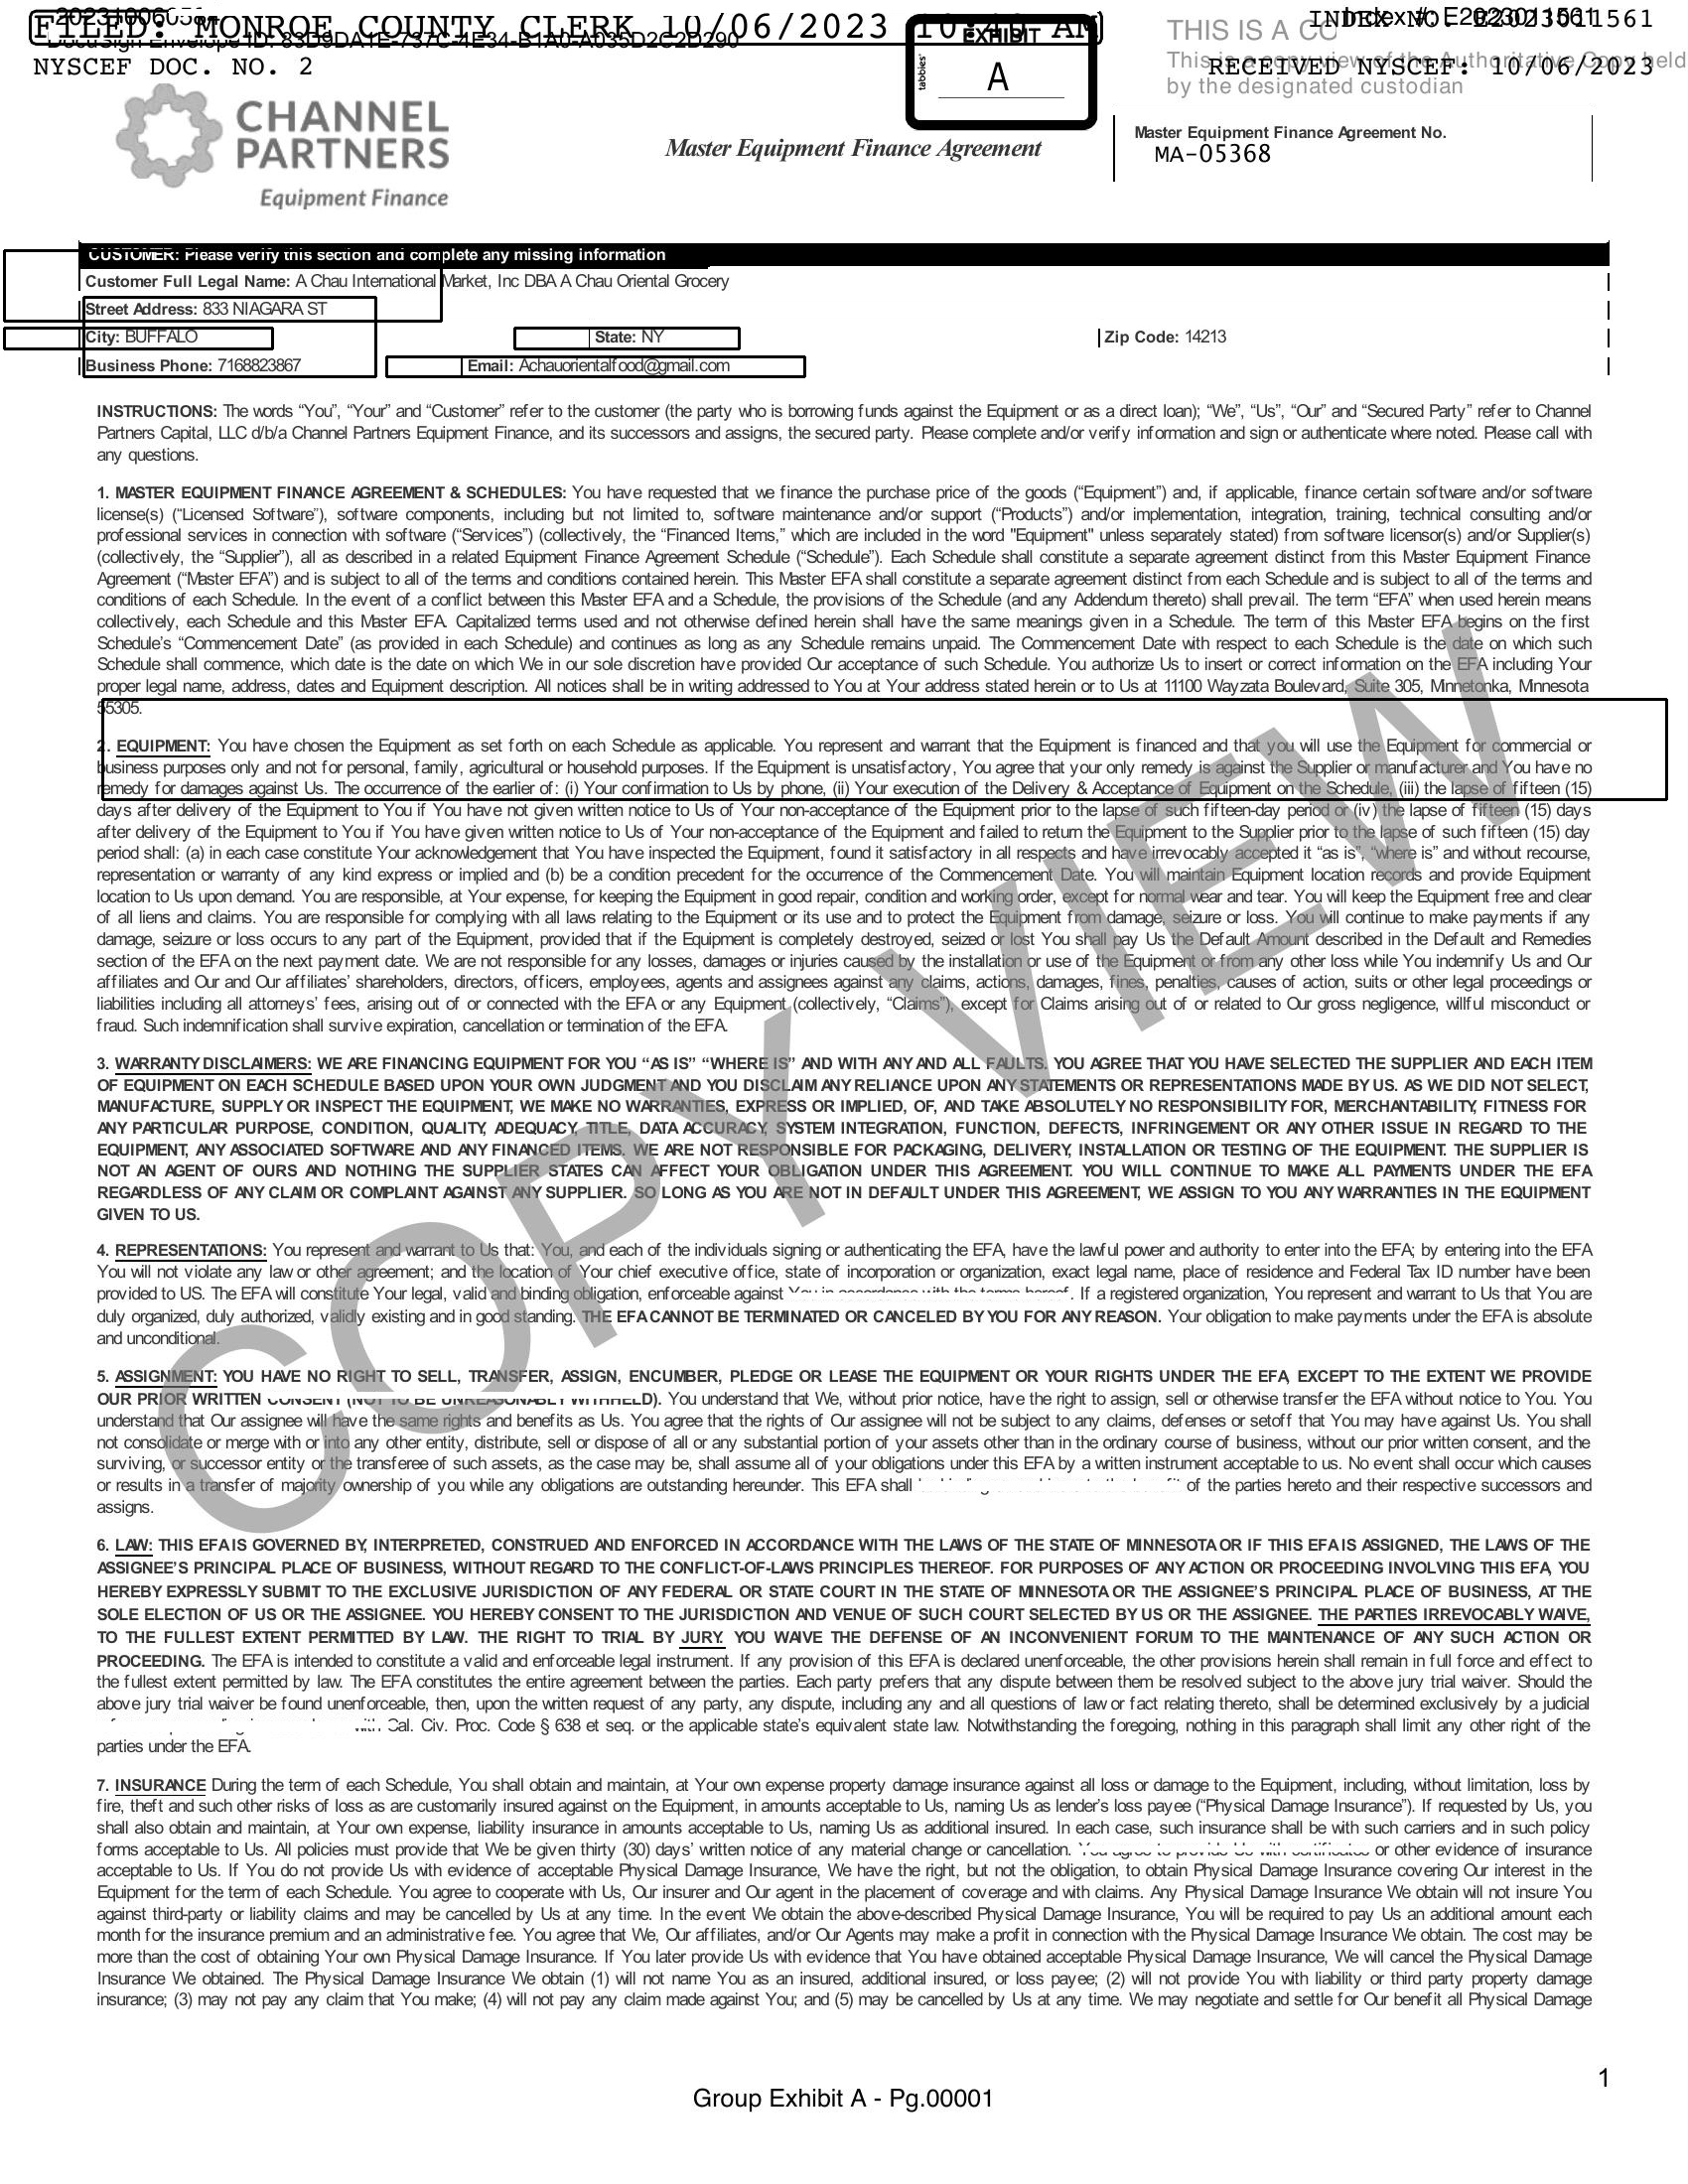 FILED: MONROE COUNTY CLERK 10/06/2023 10:40 AM
INDEX NO. E2023011561
NYSCEF DOC. NO. 2
RECEIVED NYSCEF: 10/06/2023
THIS IS A
by the designated custodian
EXHIBIT
A
tabbies'
CHANNEL
PARTNERS
Equipment Finance
Master Equipment Finance Agreement
Master Equipment Finance Agreement No.
MA-05368
CUSTOMER: Please verify this section and complete any missing information
Customer Full Legal Name: A Chau International Market, Inc DBA A Chau Oriental Grocery
Street Address: 833 NIAGARA ST
City: BUFFALO State: NY Zip Code: 14213
Business Phone: 7168823867 Email: Achauorientalfood@gmail.com
INSTRUCTIONS: The words “You”, “Your” and “Customer” refer to the customer (the party who is borrowing funds against the Equipment or as a direct loan); “We”, “Us”, “Our” and “Secured Party” refer to Channel
Partners Capital, LLC d/b/a Channel Partners Equipment Finance, and its successors and assigns, the secured party. Please complete and/or verify information and sign or authenticate where noted. Please call with
any questions.
1. MASTER EQUIPMENT FINANCE AGREEMENT & SCHEDULES: You have requested that we finance the purchase price of the goods (“Equipment”) and, if applicable, finance certain software and/or software
license(s) (“Licensed Software”), software components, including but not limited to, software maintenance and/or support (“Products”) and/or implementation, integration, training, technical consulting and/or
professional services in connection with software (“Services”) (collectively, the “Financed Items,” which are included in the word "Equipment" unless separately stated) from software licensor(s) and/or Supplier(s)
(collectively, the “Supplier”), all as described in a related Equipment Finance Agreement Schedule (“Schedule”). Each Schedule shall constitute a separate agreement distinct from this Master Equipment Finance
Agreement (“Master EFA”) and is subject to all of the terms and conditions contained herein. This Master EFA shall constitute a separate agreement distinct from each Schedule and is subject to all of the terms and
conditions of each Schedule. In the event of a conflict between this Master EFA and a Schedule, the provisions of the Schedule (and any Addendum thereto) shall prevail. The term “EFA” when used herein means
collectively, each Schedule and this Master EFA. Capitalized terms used and not otherwise defined herein shall have the same meanings given in a Schedule. The term of this Master EFA begins on the first
Schedule’s “Commencement Date” (as provided in each Schedule) and continues as long as any Schedule remains unpaid. The Commencement Date with respect to each Schedule is the date on which such
Schedule shall commence, which date is the date on which We in our sole discretion have provided Our acceptance of such Schedule. You authorize Us to insert or correct information on the EFA including Your
proper legal name, address, dates and Equipment description. All notices shall be in writing addressed to You at Your address stated herein or to Us at 11100 Wayzata Boulevard, Suite 305, Minnetonka, Minnesota
55305.
2. EQUIPMENT: You have chosen the Equipment as set forth on each Schedule as applicable. You represent and warrant that the Equipment is financed and that you will use the Equipment for commercial or
business purposes only and not for personal, family, agricultural or household purposes. If the Equipment is unsatisfactory, You agree that your only remedy is against the Supplier or manufacturer and You have no
remedy for damages against Us. The occurrence of the earlier of: (i) Your confirmation to Us by phone, (ii) Your execution of the Delivery & Acceptance of Equipment on the Schedule, (iii) the lapse of fifteen (15)
days after delivery of the Equipment to You if You have not given written notice to Us of Your non-acceptance of the Equipment prior to the lapse of such fifteen-day period or (iv) the lapse of fifteen (15) days
after delivery of the Equipment to You if You have given written notice to Us of Your non-acceptance of the Equipment and failed to return the Equipment to the Supplier prior to the lapse of such fifteen (15) day
period shall: (a) in each case constitute Your acknowledgement that You have inspected the Equipment, found it satisfactory in all respects and have irrevocably accepted it “as is”, “where is” and without recourse,
representation or warranty of any kind express or implied and (b) be a condition precedent for the occurrence of the Commencement Date. You will maintain Equipment location records and provide Equipment
location to Us upon demand. You are responsible, at Your expense, for keeping the Equipment in good repair, condition and working order, except for normal wear and tear. You will keep the Equipment free and clear
of all liens and claims. You are responsible for complying with all laws relating to the Equipment or its use and to protect the Equipment from damage, seizure or loss. You will continue to make payments if any
damage, seizure or loss occurs to any part of the Equipment, provided that if the Equipment is completely destroyed, seized or lost You shall pay Us the Default Amount described in the Default and Remedies
section of the EFA on the next payment date. We are not responsible for any losses, damages or injuries caused by the installation or use of the Equipment or from any other loss while You indemnify Us and Our
affiliates and Our and Our affiliates’ shareholders, directors, officers, employees, agents and assignees against any claims, actions, damages, fines, penalties, causes of action, suits or other legal proceedings or
liabilities including all attorneys’ fees, arising out of or connected with the EFA or any Equipment (collectively, “Claims”), except for Claims arising out of or related to Our gross negligence, willful misconduct or
fraud. Such indemnification shall survive expiration, cancellation or termination of the EFA.
3. WARRANTY DISCLAIMERS: WE ARE FINANCING EQUIPMENT FOR YOU “AS IS” “WHERE IS” AND WITH ANY AND ALL FAULTS. YOU AGREE THAT YOU HAVE SELECTED THE SUPPLIER AND EACH ITEM
OF EQUIPMENT ON EACH SCHEDULE BASED UPON YOUR OWN JUDGMENT AND YOU DISCLAIM ANY RELIANCE UPON ANY STATEMENTS OR REPRESENTATIONS MADE BY US. AS WE DID NOT SELECT,
MANUFACTURE, SUPPLY OR INSPECT THE EQUIPMENT, WE MAKE NO WARRANTIES, EXPRESS OR IMPLIED, OF, AND TAKE ABSOLUTELY NO RESPONSIBILITY FOR, MERCHANTABILITY, FITNESS FOR
ANY PARTICULAR PURPOSE, CONDITION, QUALITY, ADEQUACY, TITLE, DATA ACCURACY, SYSTEM INTEGRATION, FUNCTION, DEFECTS, INFRINGEMENT OR ANY OTHER ISSUE IN REGARD TO THE
EQUIPMENT, ANY ASSOCIATED SOFTWARE AND ANY FINANCED ITEMS. WE ARE NOT RESPONSIBLE FOR PACKAGING, DELIVERY, INSTALLATION OR TESTING OF THE EQUIPMENT. THE SUPPLIER IS
NOT AN AGENT OF OURS AND NOTHING THE SUPPLIER STATES CAN AFFECT YOUR OBLIGATION UNDER THIS AGREEMENT. YOU WILL CONTINUE TO MAKE ALL PAYMENTS UNDER THE EFA
REGARDLESS OF ANY CLAIM OR COMPLAINT AGAINST ANY SUPPLIER. SO LONG AS YOU ARE NOT IN DEFAULT UNDER THIS AGREEMENT, WE ASSIGN TO YOU ANY WARRANTIES IN THE EQUIPMENT
GIVEN TO US.
4. REPRESENTATIONS: You represent and warrant to Us that: You, and each of the individuals signing or authenticating the EFA, have the lawful power and authority to enter into the EFA; by entering into the EFA
You will not violate any law or other agreement; and the location of Your chief executive office, state of incorporation or organization, exact legal name, place of residence and Federal Tax ID number have been
provided to US. The EFA will constitute Your legal, valid and binding obligation, enforceable against You in accordance with the terms hereof. If a registered organization, You represent and warrant to Us that You are
duly organized, duly authorized, validly existing and in good standing. THE EFA CANNOT BE TERMINATED OR CANCELED BY YOU FOR ANY REASON. Your obligation to make payments under the EFA is absolute
and unconditional.
5. ASSIGNMENT: YOU HAVE NO RIGHT TO SELL, TRANSFER, ASSIGN, ENCUMBER, PLEDGE OR LEASE THE EQUIPMENT OR YOUR RIGHTS UNDER THE EFA, EXCEPT TO THE EXTENT WE PROVIDE
OUR PRIOR WRITTEN CONSENT (NOT TO BE UNREASONABLY WITHHELD). You understand that We, without prior notice, have the right to assign, sell or otherwise transfer the EFA without notice to You. You
understand that Our assignee will have the same rights and benefits as Us. You agree that the rights of Our assignee will not be subject to any claims, defenses or setoff that You may have against Us. You shall
not consolidate or merge with or into any other entity, distribute, sell or dispose of all or any substantial portion of your assets other than in the ordinary course of business, without our prior written consent, and the
surviving, or successor entity or the transferee of such assets, as the case may be, shall assume all of your obligations under this EFA by a written instrument acceptable to us. No event shall occur which causes
or results in a transfer of majority ownership of you while any obligations are outstanding hereunder. This EFA shall of the parties hereto and their respective successors and
assigns.
6. LAW: THIS EFA IS GOVERNED BY, INTERPRETED, CONSTRUED AND ENFORCED IN ACCORDANCE WITH THE LAWS OF THE STATE OF MINNESOTA OR IF THIS EFA IS ASSIGNED, THE LAWS OF THE
ASSIGNEE’S PRINCIPAL PLACE OF BUSINESS, WITHOUT REGARD TO THE CONFLICT-OF-LAWS PRINCIPLES THEREOF. FOR PURPOSES OF ANY ACTION OR PROCEEDING INVOLVING THIS EFA, YOU
HEREBY EXPRESSLY SUBMIT TO THE EXCLUSIVE JURISDICTION OF ANY FEDERAL OR STATE COURT IN THE STATE OF MINNESOTA OR THE ASSIGNEE’S PRINCIPAL PLACE OF BUSINESS, AT THE
SOLE ELECTION OF US OR THE ASSIGNEE. YOU HEREBY CONSENT TO THE JURISDICTION AND VENUE OF SUCH COURT SELECTED BY US OR THE ASSIGNEE. THE PARTIES IRREVOCABLY WAIVE,
TO THE FULLEST EXTENT PERMITTED BY LAW. THE RIGHT TO TRIAL BY JURY. YOU WAIVE THE DEFENSE OF AN INCONVENIENT FORUM TO THE MAINTENANCE OF ANY SUCH ACTION OR
PROCEEDING. The EFA is intended to constitute a valid and enforceable legal instrument. If any provision of this EFA is declared unenforceable, the other provisions herein shall remain in full force and effect to
the fullest extent permitted by law. The EFA constitutes the entire agreement between the parties. Each party prefers that any dispute between them be resolved subject to the above jury trial waiver. Should the
above jury trial waiver be found unenforceable, then, upon the written request of any party, any dispute, including any and all questions of law or fact relating thereto, shall be determined exclusively by a judicial
with Cal. Civ. Proc. Code § 638 et seq. or the applicable state’s equivalent state law. Notwithstanding the foregoing, nothing in this paragraph shall limit any other right of the
parties under the EFA.
7. INSURANCE During the term of each Schedule, You shall obtain and maintain, at Your own expense property damage insurance against all loss or damage to the Equipment, including, without limitation, loss by
fire, theft and such other risks of loss as are customarily insured against on the Equipment, in amounts acceptable to Us, naming Us as lender’s loss payee (“Physical Damage Insurance”). If requested by Us, you
shall also obtain and maintain, at Your own expense, liability insurance in amounts acceptable to Us, naming Us as additional insured. In each case, such insurance shall be with such carriers and in such policy
forms acceptable to Us. All policies must provide that We be given thirty (30) days’ written notice of any material change or cancellation. You agree to provide Us with certificates or other evidence of insurance
acceptable to Us. If You do not provide Us with evidence of acceptable Physical Damage Insurance, We have the right, but not the obligation, to obtain Physical Damage Insurance covering Our interest in the
Equipment for the term of each Schedule. You agree to cooperate with Us, Our insurer and Our agent in the placement of coverage and with claims. Any Physical Damage Insurance We obtain will not insure You
against third-party or liability claims and may be cancelled by Us at any time. In the event We obtain the above-described Physical Damage Insurance, You will be required to pay Us an additional amount each
month for the insurance premium and an administrative fee. You agree that We, Our affiliates, and/or Our Agents may make a profit in connection with the Physical Damage Insurance We obtain. The cost may be
more than the cost of obtaining Your own Physical Damage Insurance. If You later provide Us with evidence that You have obtained acceptable Physical Damage Insurance, We will cancel the Physical Damage
Insurance We obtained. The Physical Damage Insurance We obtain (1) will not name You as an insured, additional insured, or loss payee; (2) will not provide You with liability or third party property damage
insurance; (3) may not pay any claim that You make; (4) will not pay any claim made against You; and (5) may be cancelled by Us at any time. We may negotiate and settle for Our benefit all Physical Damage
COPY VIEW
1
Group Exhibit A - Pg.00001